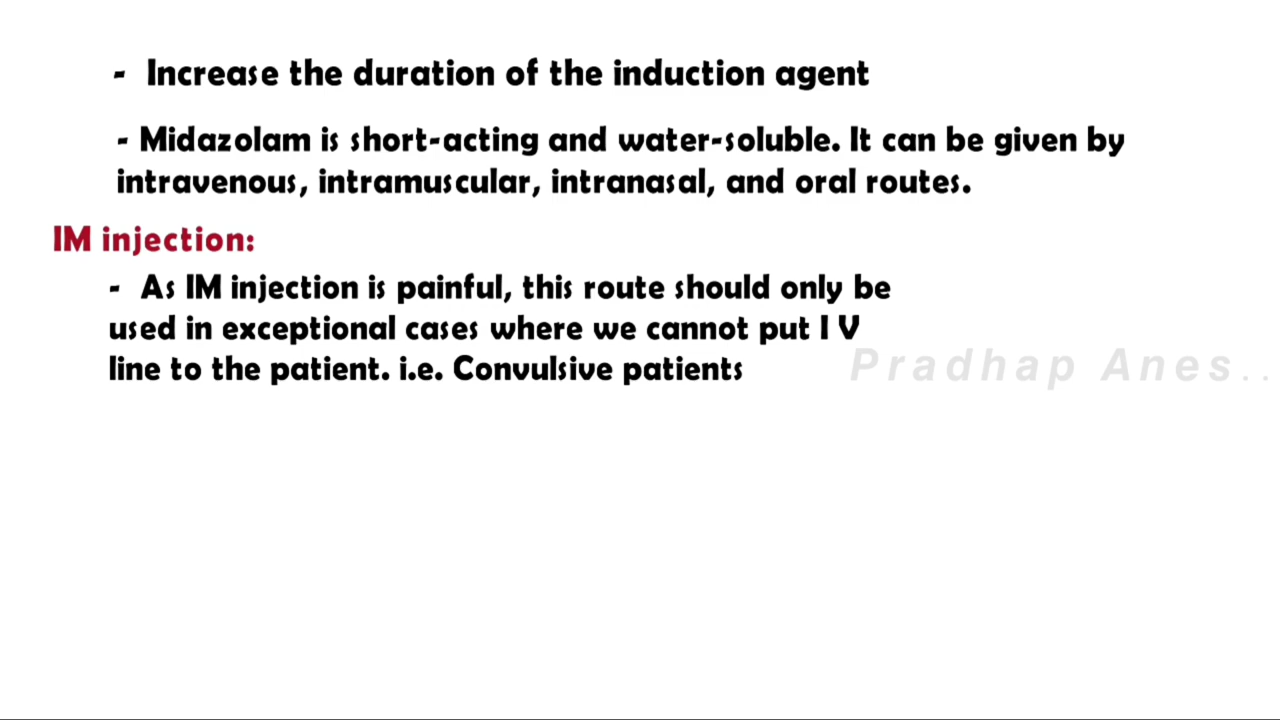 - Increase the duration of the induction agent
- Midazolam is short-acting and water-soluble. It can be given by
intravenous, intramuscular, intranasal, and oral routes.
IM injection:
- As IM injection is painful, this route should only be
used in exceptional cases where we cannot put I V
line to the patient. i.e. Convulsive patients
Pradhap Anes..